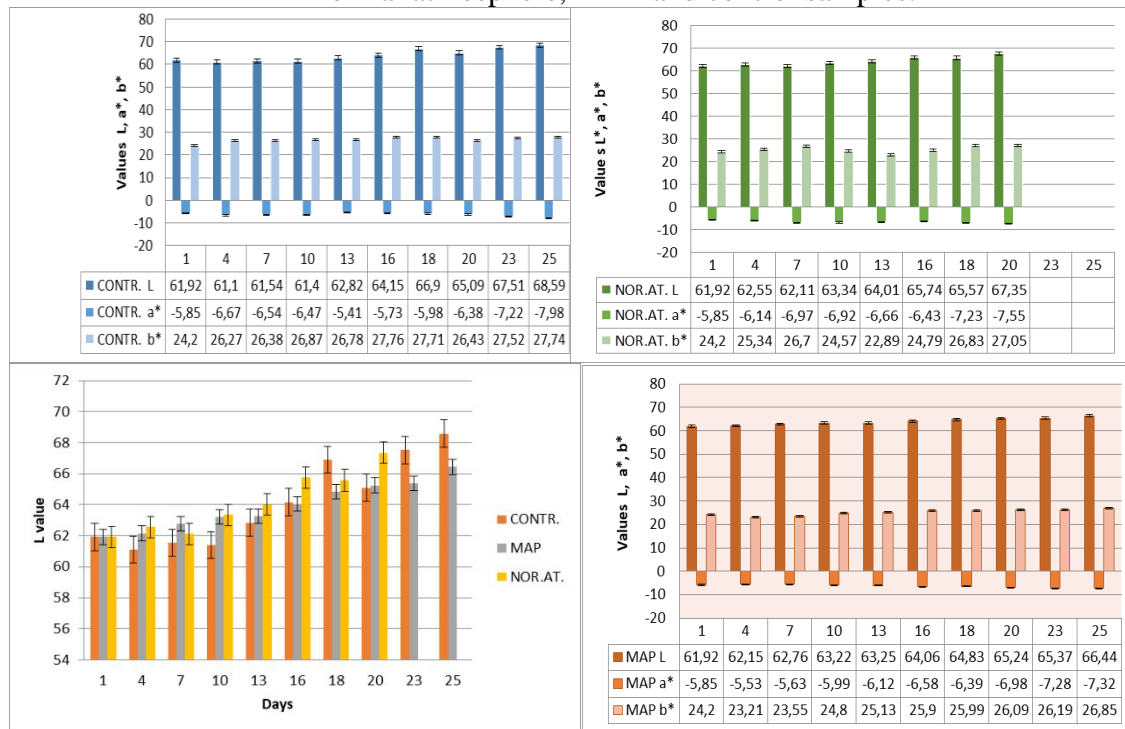 atmosphere, and control samples.
80
70
60
50
40
30
20
10
0
-10
-20
Values L, a*, b*
1 4 7 10 13 16 18 20 23 25
CONTR. L 61,92 61,1 61,54 61,4 62,82 64,15 66,9 65,09 67,51 68,59
CONTR. a* -5,85 -6,67 -6,54 -6,47 -5,41 -5,73 -5,98 -6,38 -7,22 -7,98
CONTR. b* 24,2 26,27 26,38 26,87 26,78 27,76 27,71 26,43 27,52 27,74
80
70
60
50
40
30
20
10
0
-10
-20
Value s L*, a*, b*
1 4 7 10 13 16 18 20 23 25
NOR.AT. L 61,92 62,55 62,11 63,34 64,01 65,74 65,57 67,35
NOR.AT. a* -5,85 -6,14 -6,97 -6,92 -6,66 -6,43 -7,23 -7,55
NOR.AT. b* 24,2 25,34 26,7 24,57 22,89 24,79 26,83 27,05
72
70
68
66
64
62
60
58
56
54
L value
1 4 7 10 13 16 18 20 23 25
Days
CONTR.
MAP
NOR.AT.
80
70
60
50
40
30
20
10
0
-10
-20
Values L, a*, b*
1 4 7 10 13 16 18 20 23 25
MAP L 61,92 62,15 62,76 63,22 63,25 64,06 64,83 65,24 65,37 66,44
MAP a* -5,85 -5,53 -5,63 -5,99 -6,12 -6,58 -6,39 -6,98 -7,28 -7,32
MAP b* 24,2 23,21 23,55 24,8 25,13 25,9 25,99 26,09 26,19 26,85